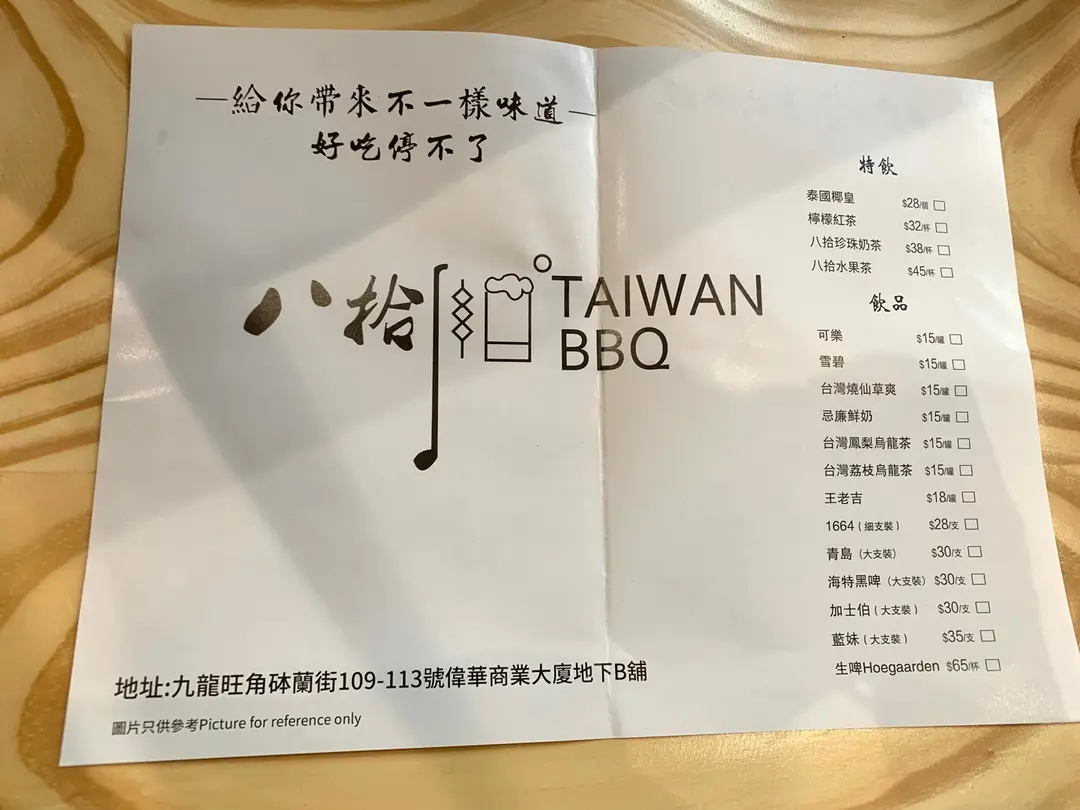 —給你帶來不一樣味道—
好吃停不了
八拾
TAIWAN
BBQ
地址:九龍旺角砵蘭街109-113號偉華商業大廈地下B舖
圖片只供參考Picture for reference only
特飲
泰國椰皇 $28/個
檸檬紅茶 $32/杯
八拾珍珠奶茶 $38/杯
八拾水果茶 $45/杯
飲品
可樂 $15/罐
雪碧 $15/罐
台灣燒仙草爽 $15/罐
忌廉鮮奶 $15/罐
台灣鳳梨烏龍茶 $15/罐
台灣荔枝烏龍茶 $15/罐
王老吉 $18/罐
1664 (細支裝) $28/支
青島 (大支裝) $30/支
海特黑啤 (大支裝) $30/支
加士伯 (大支裝) $30/支
藍妹 (大支裝) $35/支
生啤Hoegaarden $65/杯